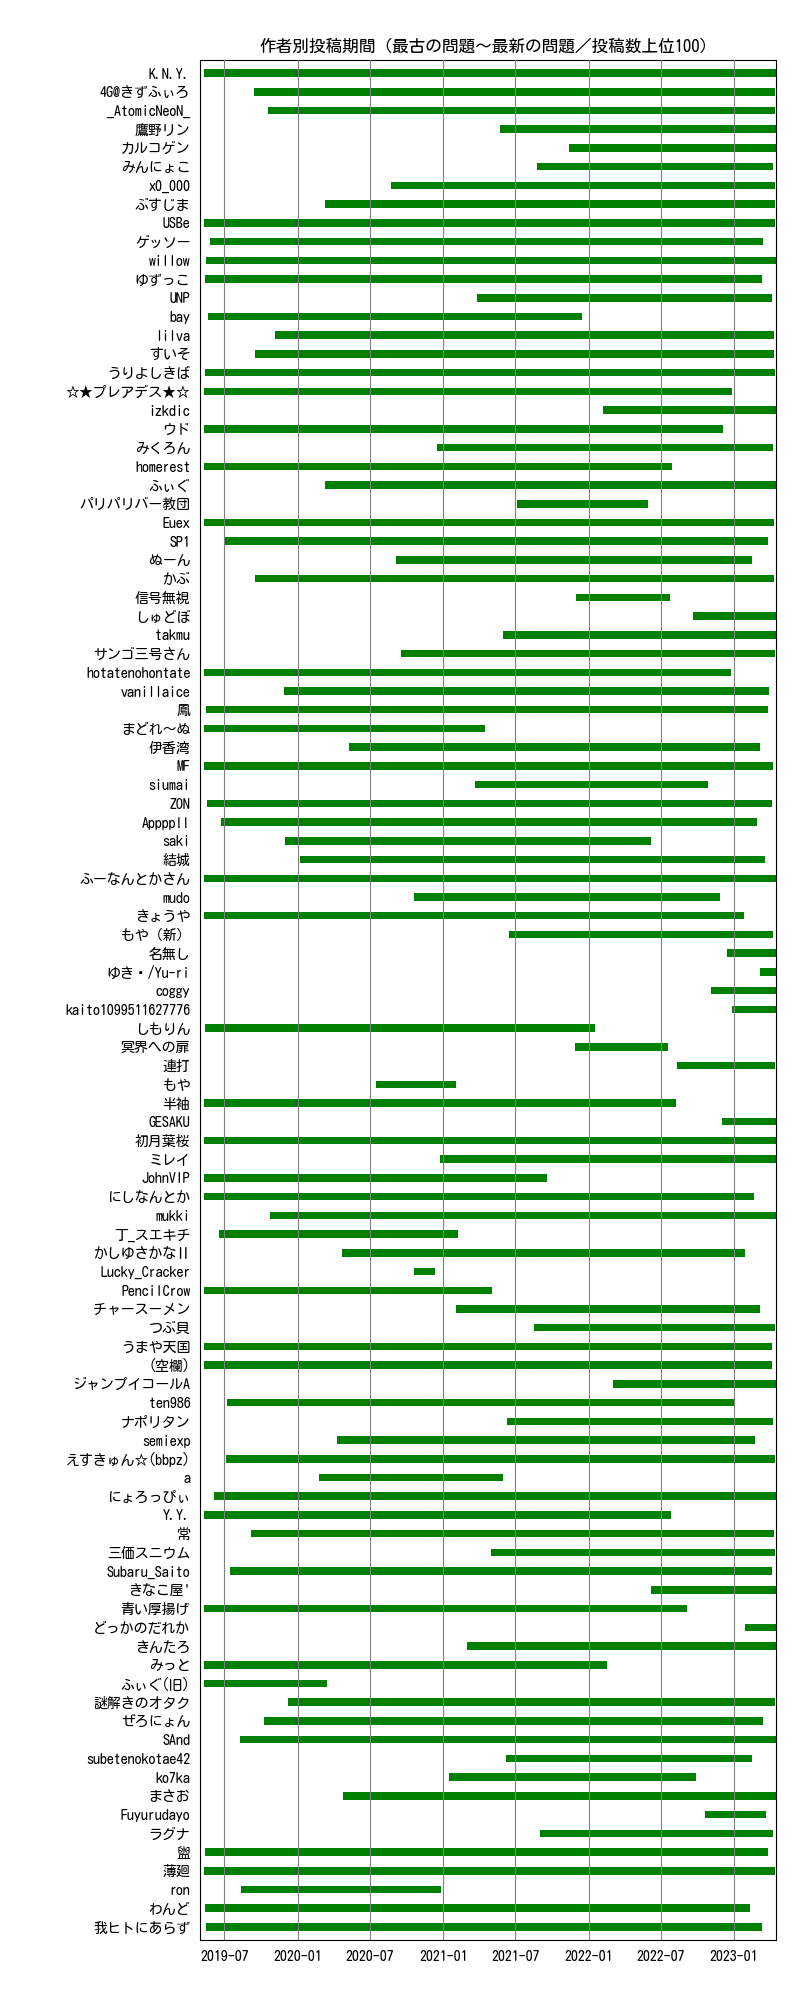 作者別投稿期間（最古の問題～最新の問題／投稿数上位100）
K.N.Y.
4G@きずふぃろ
_AtomicNeoN_
鷹野リン
カルコゲン
みんにょこ
x0_000
ぶすじま
USBe
ゲッソー
willow
ゆずっこ
UNP
bay
lilva
すいそ
うりよしきば
☆★プレアデス★☆
izkdic
ウド
みくろん
homerest
ふぃぐ
パリパリバー教団
Euex
SP1
ぬーん
かぶ
信号無視
しゅどぼ
takmu
サンゴ三号さん
hotatenohontate
vanillaice
鳳
まどれ～ぬ
伊香湾
MF
siumai
ZON
AppppII
saki
結城
ふーなんとかさん
mudo
きょうや
もや（新）
名無し
ゆき・/Yu-ri
coggy
kaito1099511627776
しもりん
冥界への扉
連打
もや
半袖
GESAKU
初月葉桜
ミレイ
JohnVIP
にしなんとか
mukki
丁_スエキチ
かしゆさかなII
Lucky_Cracker
PencilCrow
チャースーメン
つぶ貝
うまや天国
(空欄)
ジャンプイコールA
ten986
ナポリタン
semiexp
えすきゅん☆(bbpz)
a
にょろっぴぃ
Y.Y.
常
三価スニウム
Subaru_Saito
きなこ屋'
青い厚揚げ
どっかのだれか
きんたろ
みっと
ふぃぐ(旧)
謎解きのオタク
ぜろにょん
SAnd
subetenokotae42
ko7ka
まさお
Fuyurudayo
ラグナ
盥
薄廻
ron
わんど
我ヒトにあらず
2019-07 2020-01 2020-07 2021-01 2021-07 2022-01 2022-07 2023-01